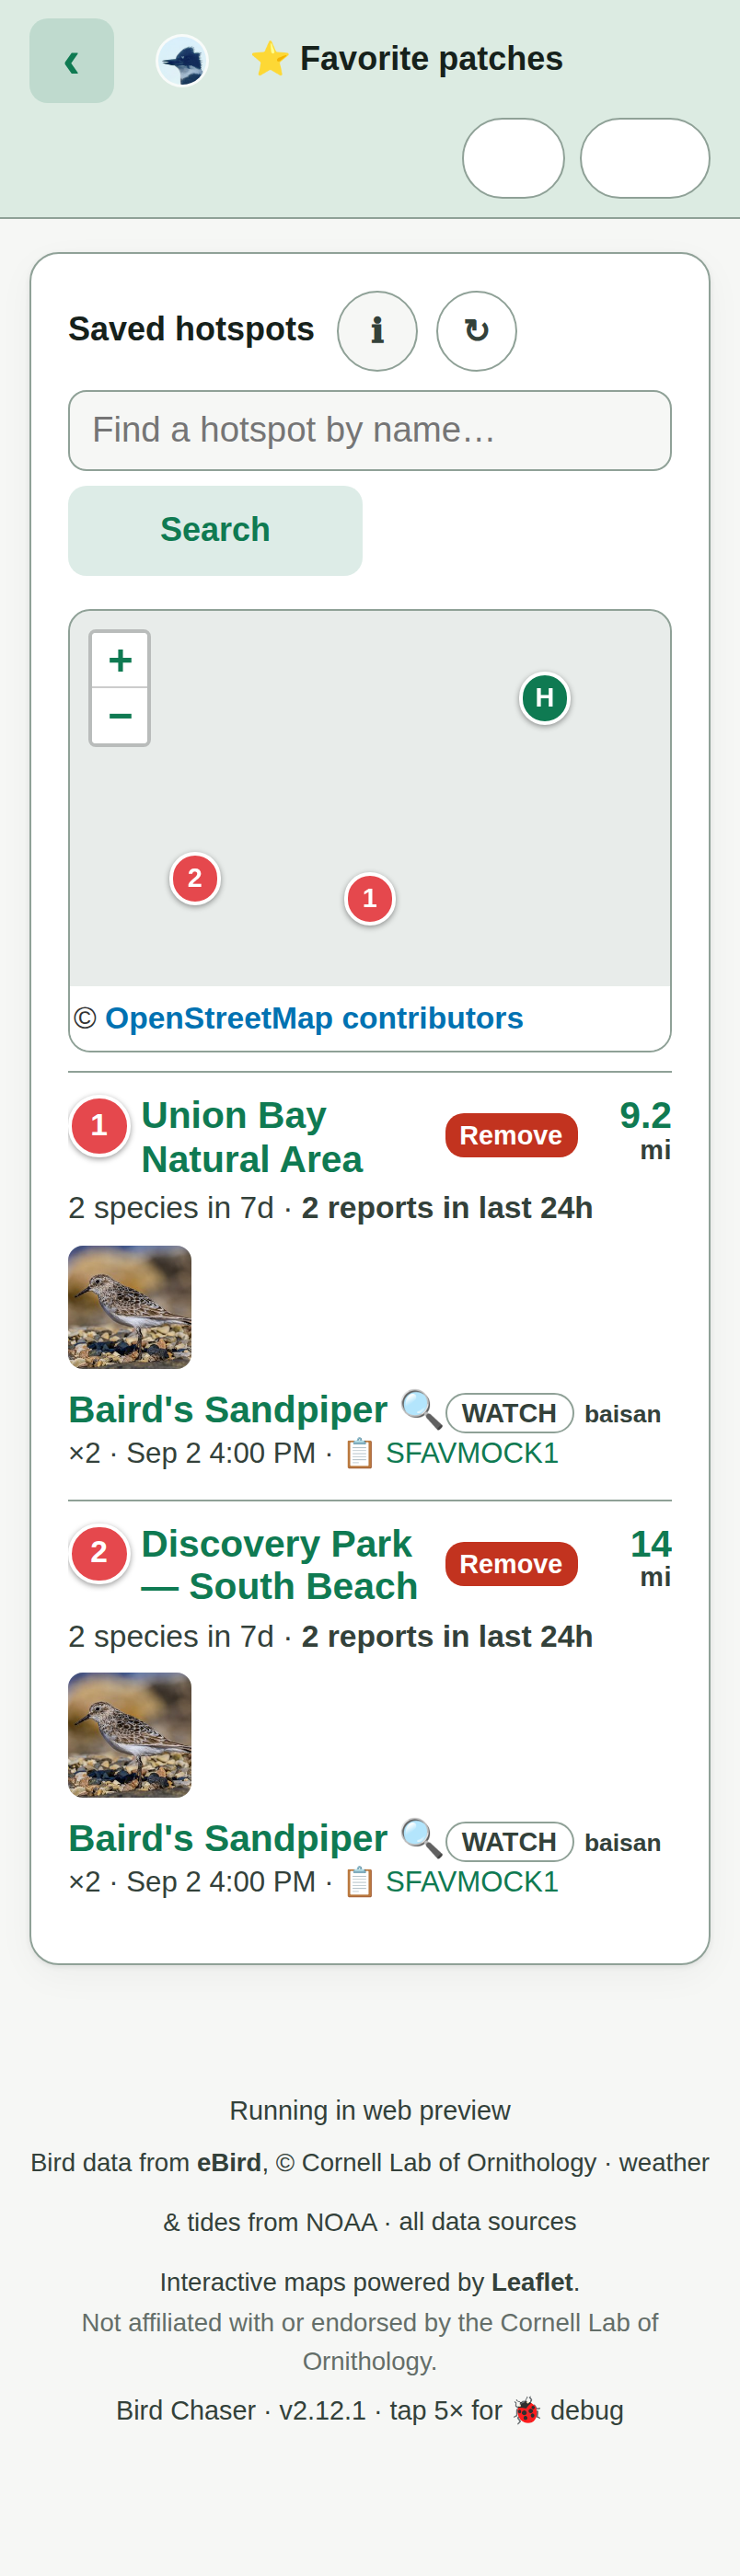 ‹
⭐ Favorite patches
Saved hotspots ℹ ↻
Find a hotspot by name…
Search
+
−
H
2
1
© OpenStreetMap contributors
1 Union Bay Natural Area Remove 9.2 mi
2 species in 7d · 2 reports in last 24h
Baird's Sandpiper 🔍 WATCH baisan
×2 · Sep 2 4:00 PM · 📋 SFAVMOCK1
2 Discovery Park — South Beach Remove 14 mi
2 species in 7d · 2 reports in last 24h
Baird's Sandpiper 🔍 WATCH baisan
×2 · Sep 2 4:00 PM · 📋 SFAVMOCK1
Running in web preview
Bird data from eBird, © Cornell Lab of Ornithology · weather
& tides from NOAA · all data sources
Interactive maps powered by Leaflet.
Not affiliated with or endorsed by the Cornell Lab of
Ornithology.
Bird Chaser · v2.12.1 · tap 5× for 🐞 debug